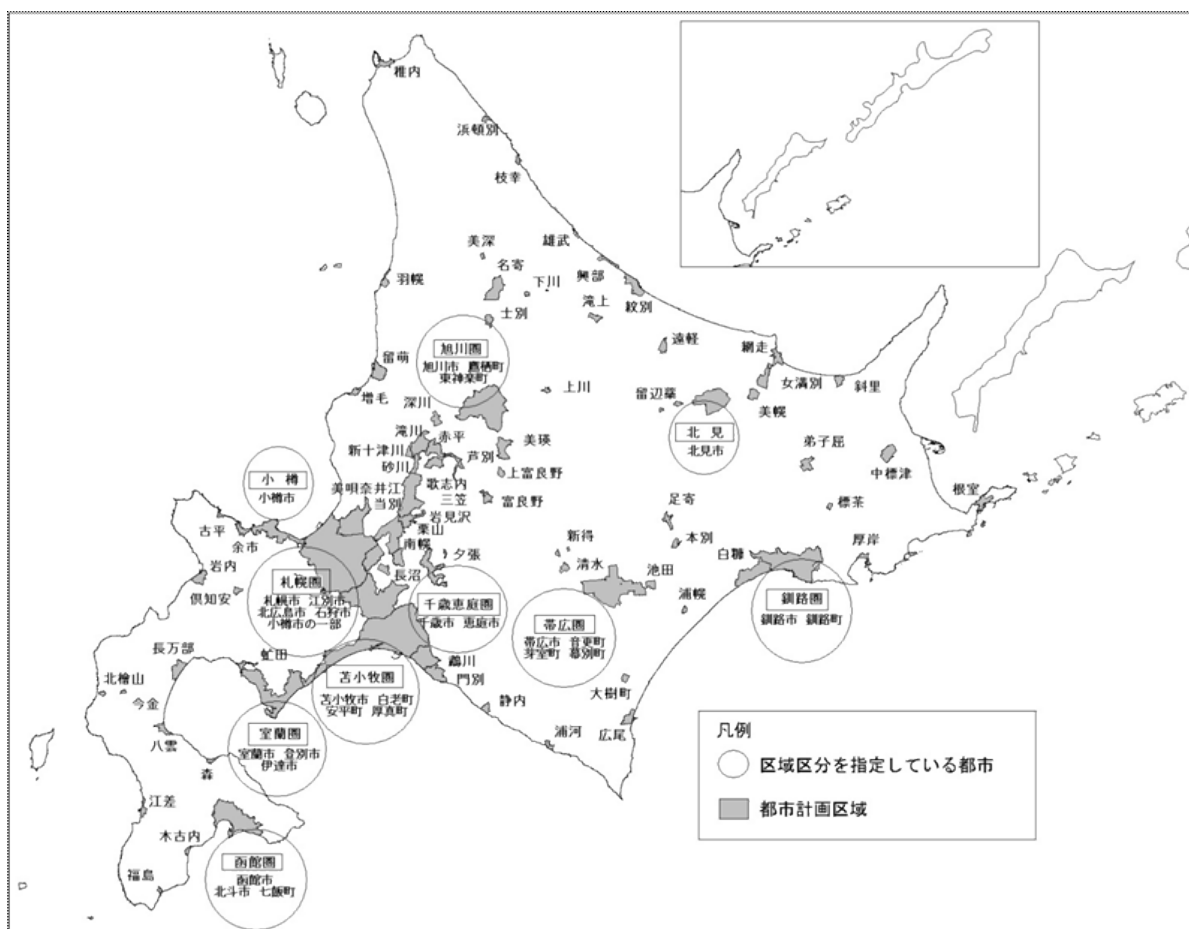 稚内
浜頓別
枝幸
美深
雄武
名寄
興部
羽幌
下川
滝上
紋別
士別
遠軽
旭川圏
旭川市 鷹栖町
東神楽町
網走
留萌
女満別
斜里
増毛
上川
留辺蘂
美幌
深川
北見
北見市
滝川
赤平
新十津川
美瑛
弟子屈
芦別
砂川
中標津
上富良野
小樽
小樽市
美唄奈井江
歌志内
三笠
富良野
足寄
根室
当別
標茶
岩見沢
古平
栗山
余市
南幌
新得
本別
厚岸
夕張
白糠
岩内
長沼
清水
池田
札幌圏
札幌市 江別市
北広島市 石狩市
小樽市の一部
倶知安
千歳恵庭圏
千歳市 恵庭市
浦幌
釧路圏
釧路市 釧路町
帯広圏
帯広市 音更町
芽室町 幕別町
長万部
虻田
鵡川
門別
苫小牧圏
苫小牧市 白老町
安平町 厚真町
北檜山
今金
静内
大樹町
室蘭圏
室蘭市 登別市
伊達市
浦河
広尾
八雲
森
江差
木古内
函館圏
函館市
北斗市 七飯町
福島
凡例
区域区分を指定している都市
都市計画区域